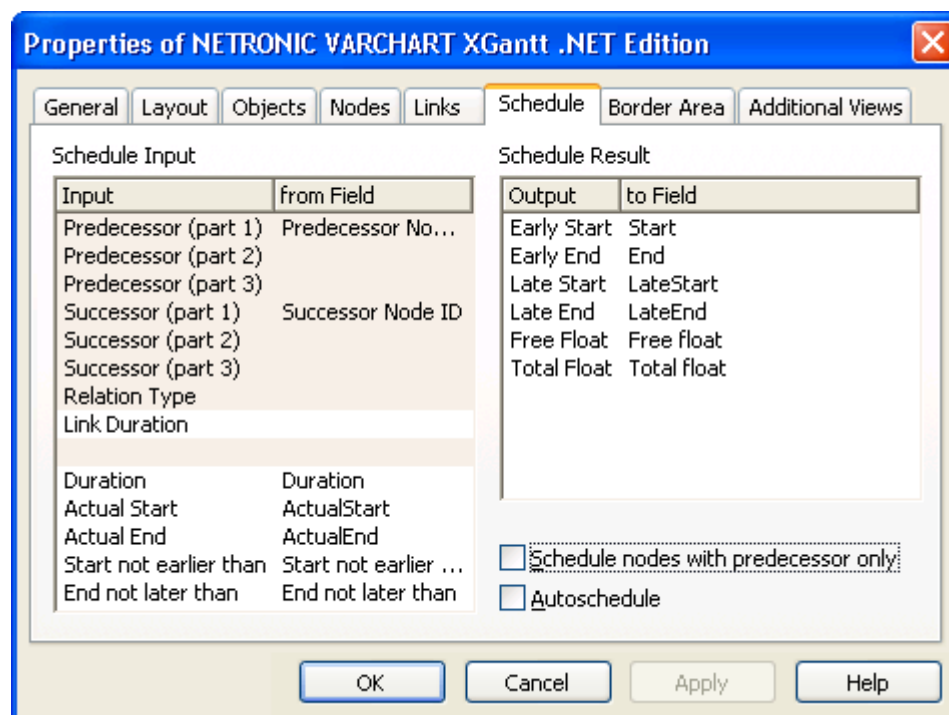 Properties of NETRONIC VARCHART XGantt .NET Edition
General Layout Objects Nodes Links Schedule Border Area Additional Views
Schedule Input
Input from Field
Predecessor (part 1) Predecessor No...
Predecessor (part 2)
Predecessor (part 3)
Successor (part 1) Successor Node ID
Successor (part 2)
Successor (part 3)
Relation Type
Link Duration
Duration Duration
Actual Start ActualStart
Actual End ActualEnd
Start not earlier than Start not earlier ...
End not later than End not later than
Schedule Result
Output to Field
Early Start Start
Early End End
Late Start LateStart
Late End LateEnd
Free Float Free float
Total Float Total float
Schedule nodes with predecessor only
Autoschedule
OK Cancel Apply Help